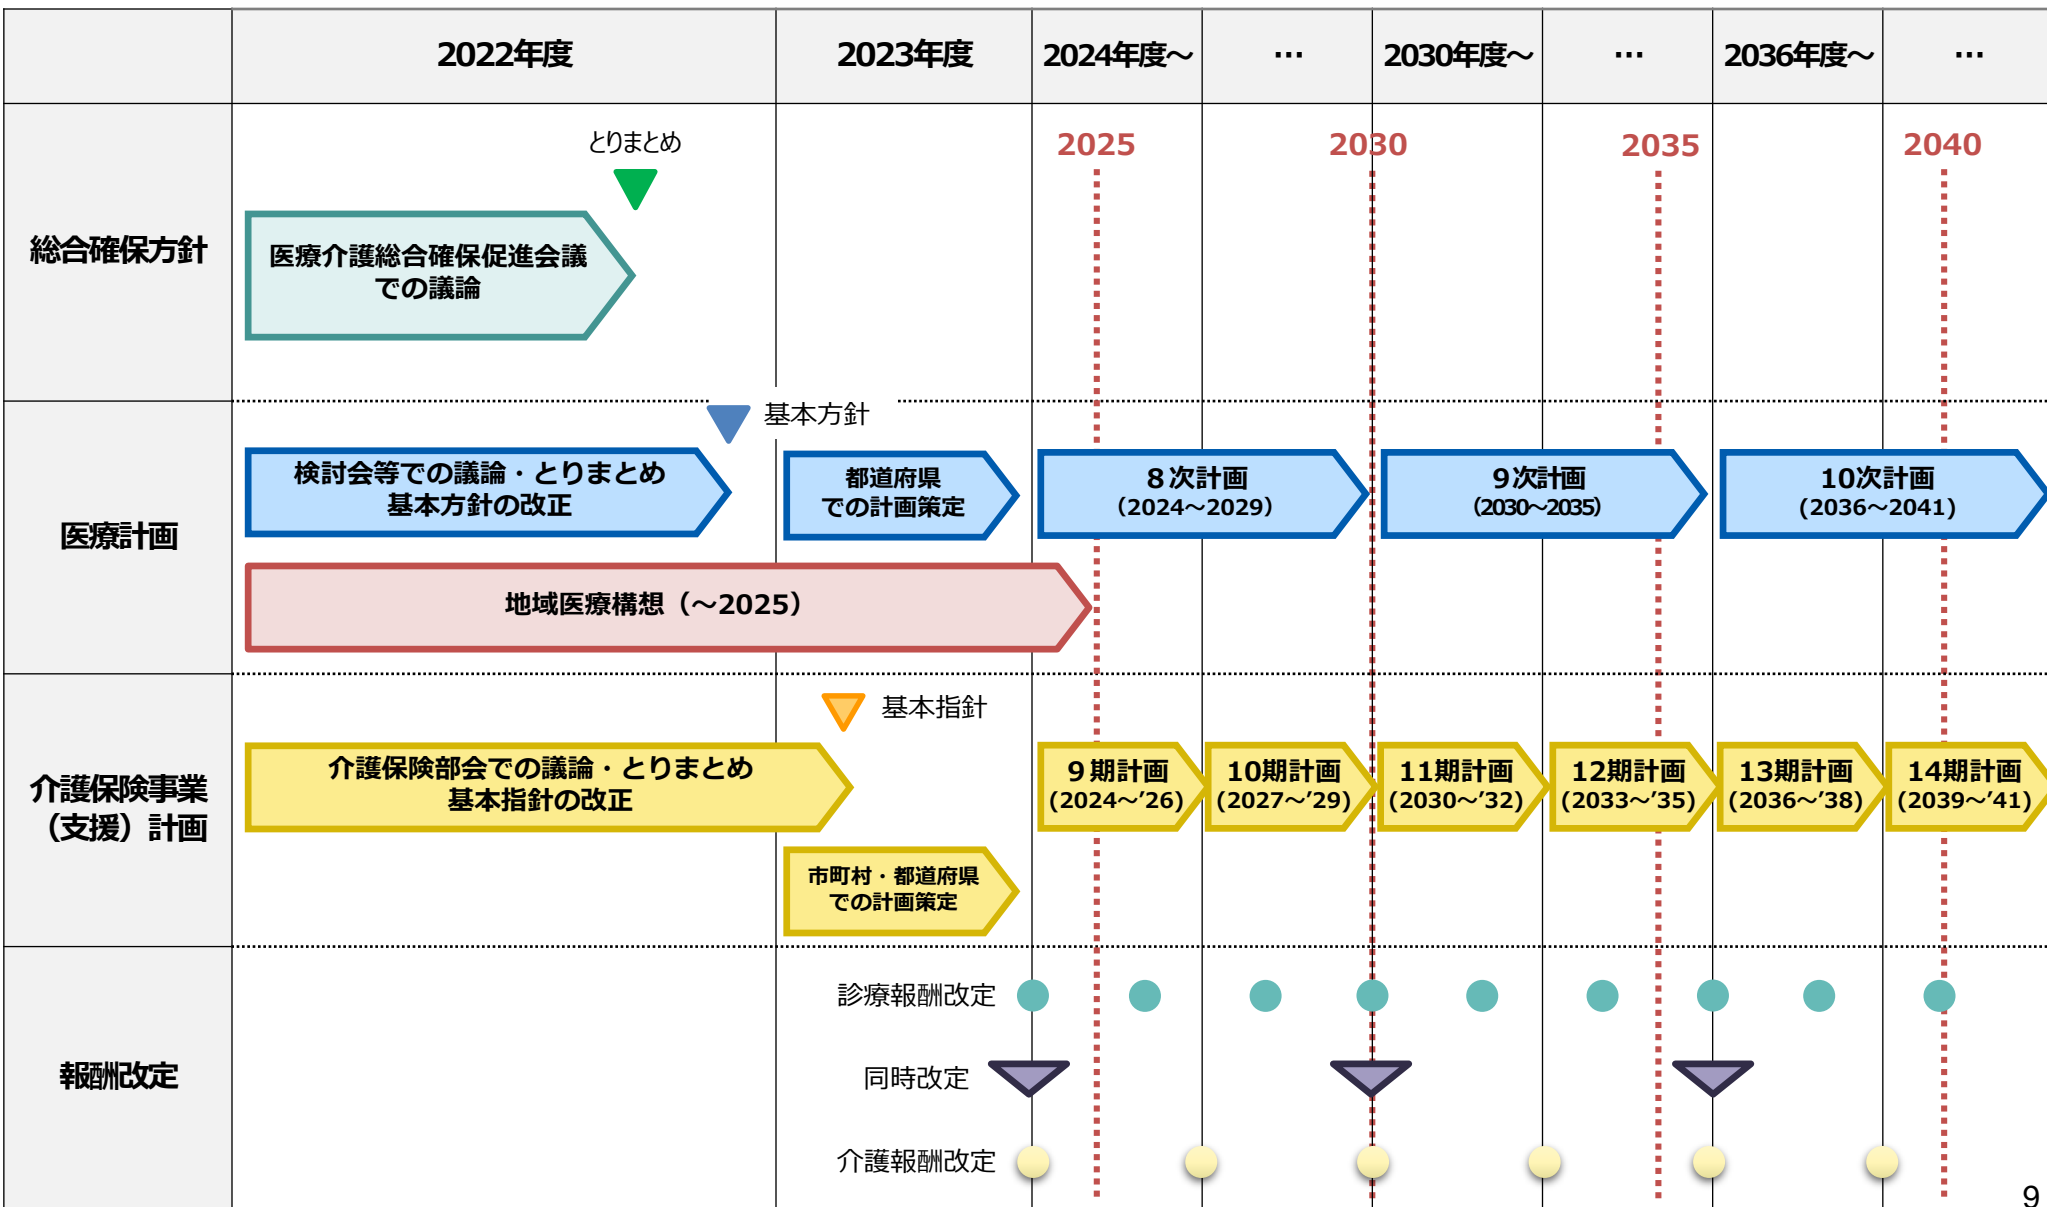 2022年度
2023年度
2024年度～
…
2030年度～
…
2036年度～
…
総合確保方針
とりまとめ
医療介護総合確保促進会議
での議論
2025
2030
2035
2040
医療計画
基本方針
検討会等での議論・とりまとめ
基本方針の改正
都道府県
での計画策定
８次計画
（2024～2029）
９次計画
（2030～2035）
10次計画
（2036～2041）
地域医療構想（～2025）
介護保険事業
（支援）計画
基本指針
介護保険部会での議論・とりまとめ
基本指針の改正
市町村・都道府県
での計画策定
９期計画
(2024～’26)
10期計画
(2027～’29)
11期計画
(2030～’32)
12期計画
(2033～’35)
13期計画
(2036～’38)
14期計画
(2039～’41)
報酬改定
診療報酬改定
同時改定
介護報酬改定
9